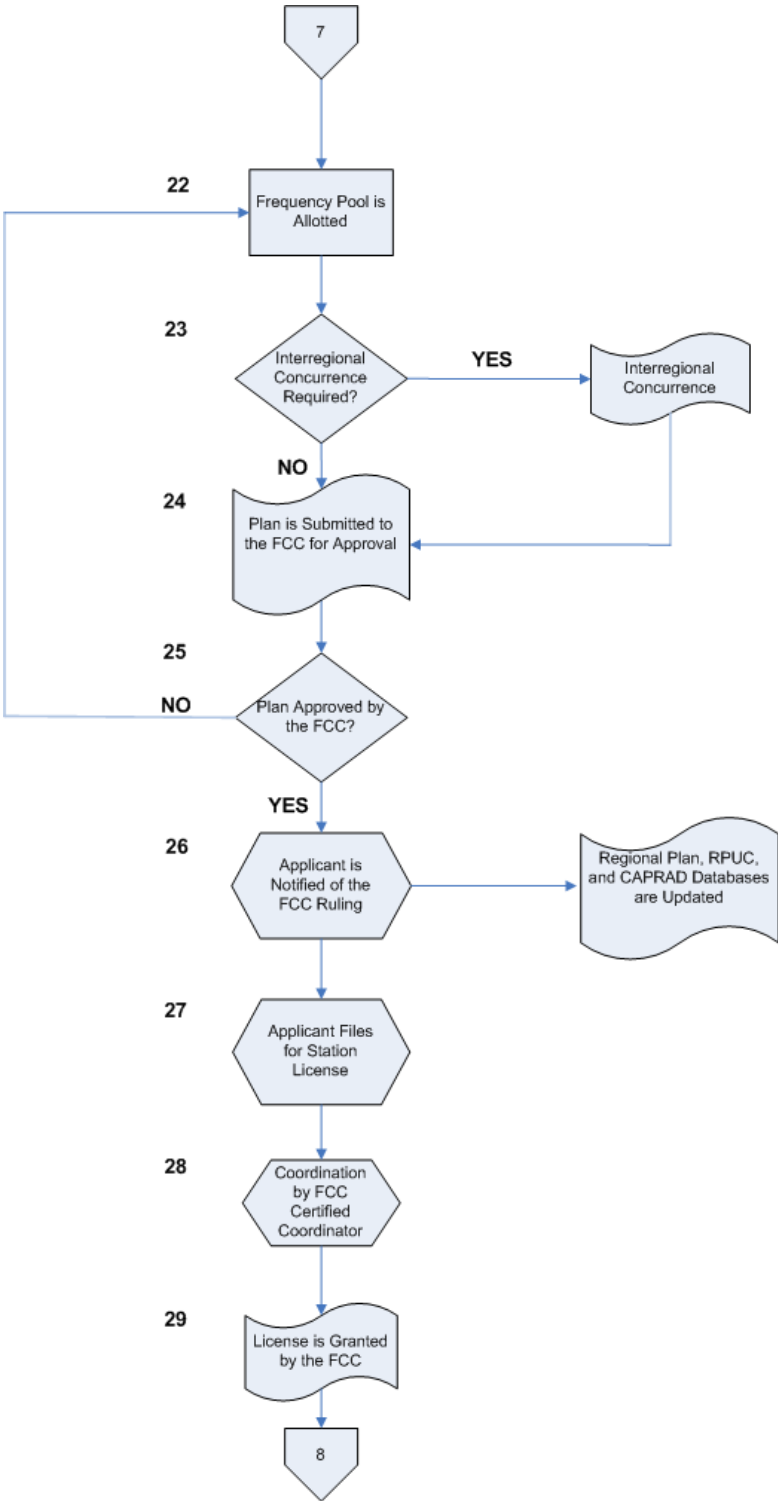 7
22
Frequency Pool is
Allotted
23
Interregional
Concurrence
Required?
YES
Interregional
Concurrence
NO
24
Plan is Submitted to
the FCC for Approval
25
NO
Plan Approved by
the FCC?
YES
26
Applicant is
Notified of the
FCC Ruling
Regional Plan, RPUC,
and CAPRAD Databases
are Updated
27
Applicant Files
for Station
License
28
Coordination
by FCC
Certified
Coordinator
29
License is Granted
by the FCC
8